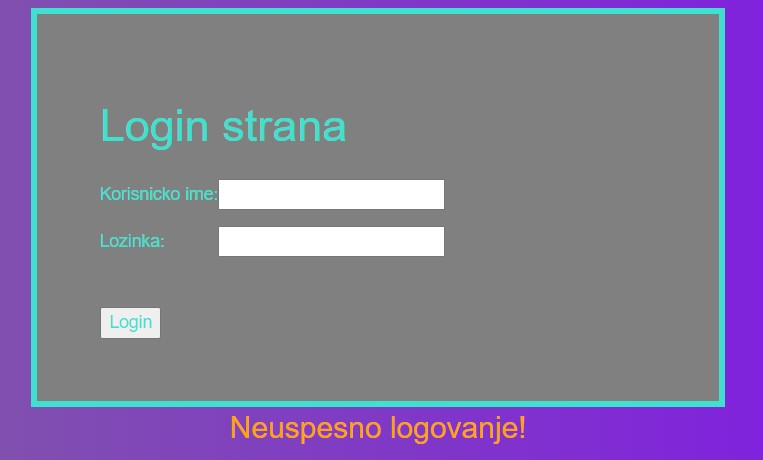 Login strana
Korisnicko ime:
Lozinka:
Login
Neuspesno logovanje!